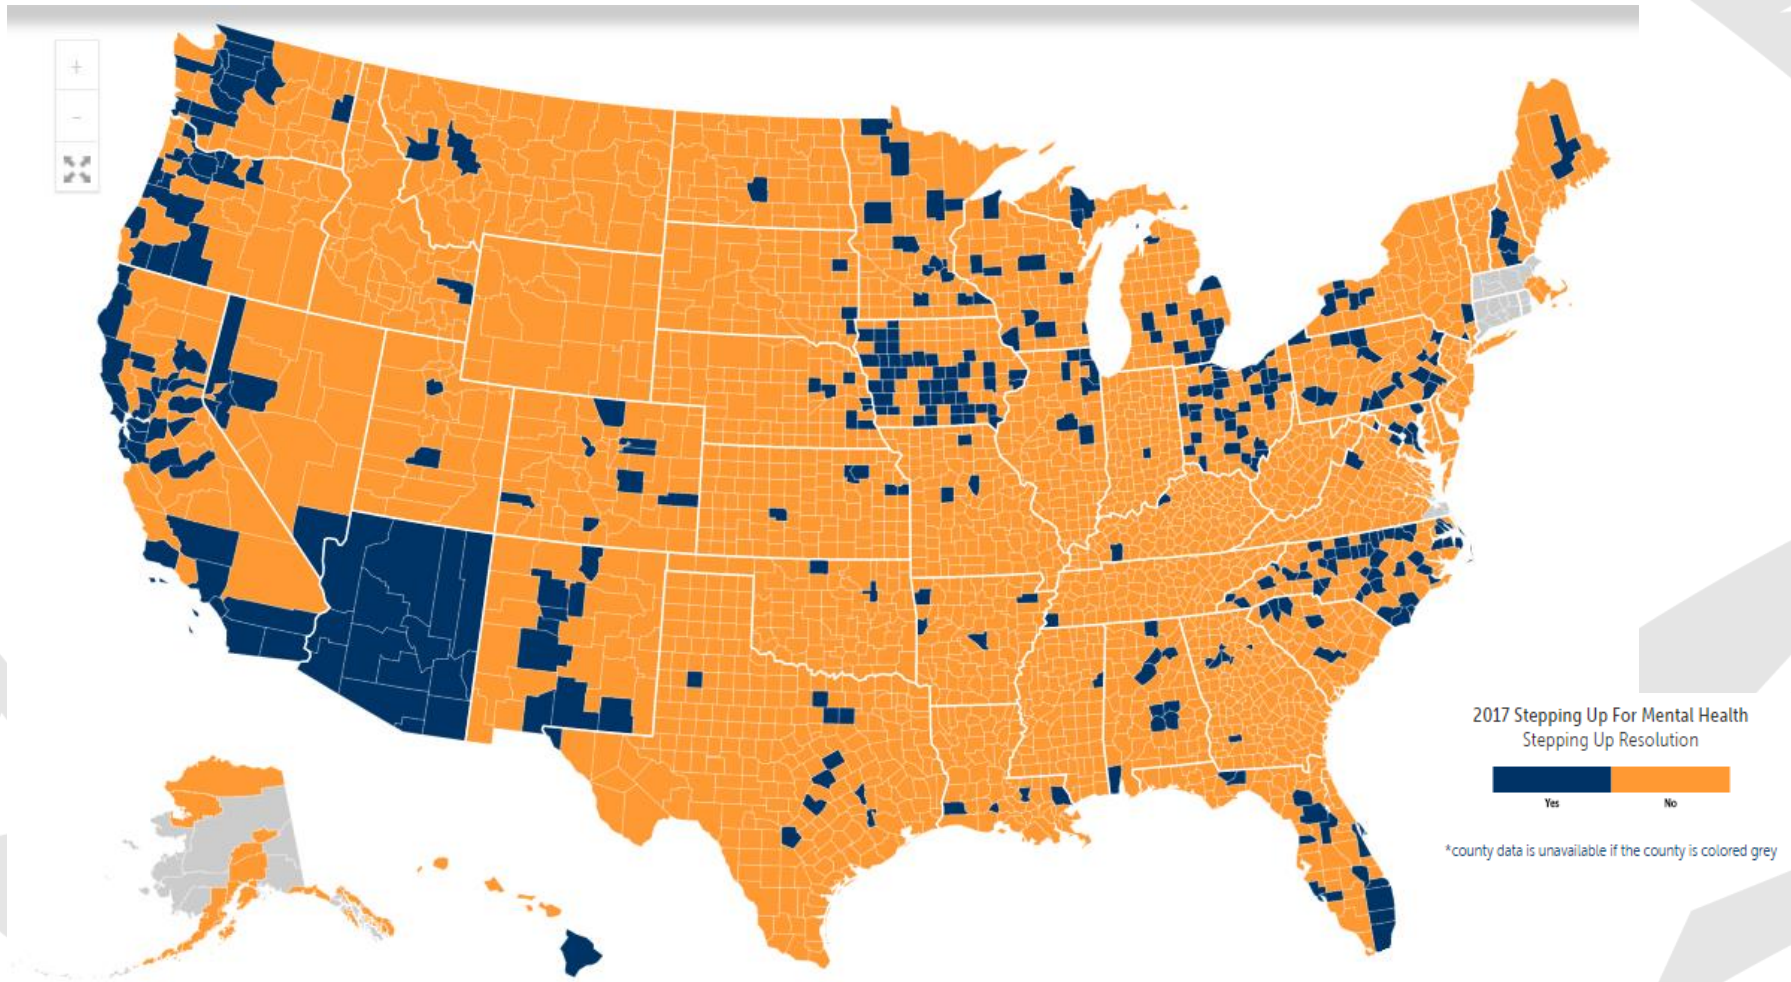 +
-
2017 Stepping Up For Mental Health
Stepping Up Resolution
Yes No
*county data is unavailable if the county is colored grey